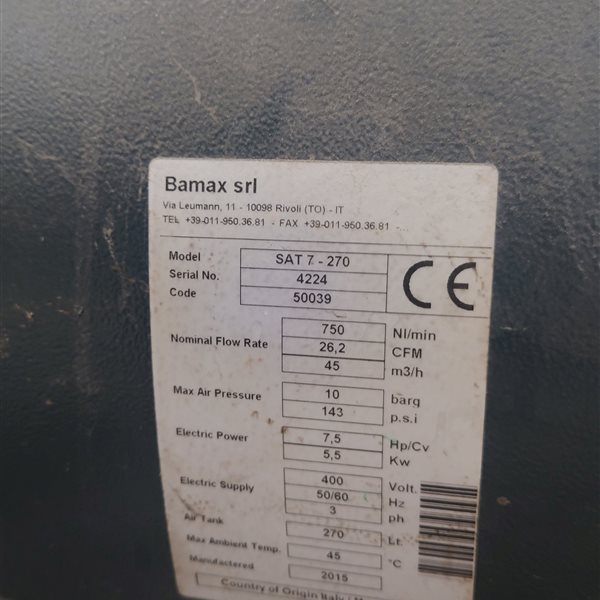 Bamax srl
Via Leumann, 11 - 10098 Rivoli (TO) - IT
TEL +39-011-950.36.81 - FAX +39-011-950.36.81 -
Model SAT 7 - 270
Serial No. 4224
Code 50039
CE
Nominal Flow Rate 750 Nl/min
26,2 CFM
45 m3/h
Max Air Pressure 10 barg
143 p.s.i
Electric Power 7,5 Hp/Cv
5,5 Kw
Electric Supply 400 Volt.
50/60 Hz
3 ph
Air Tank 270 Lt.
Max Ambient Temp. 45 °C
Manufactered 2015
Country of Origin Italy